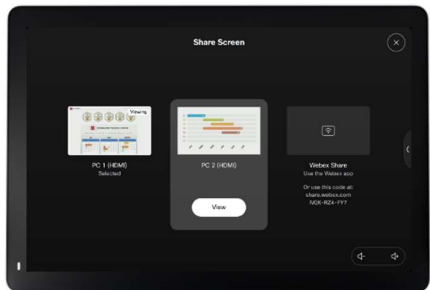 Share Screen
Viewing
PC 1 (HDMI)
Selected
PC 2 (HDMI)
View
Webex Share
Use the Webex app
Or use this code at:
share.webex.com